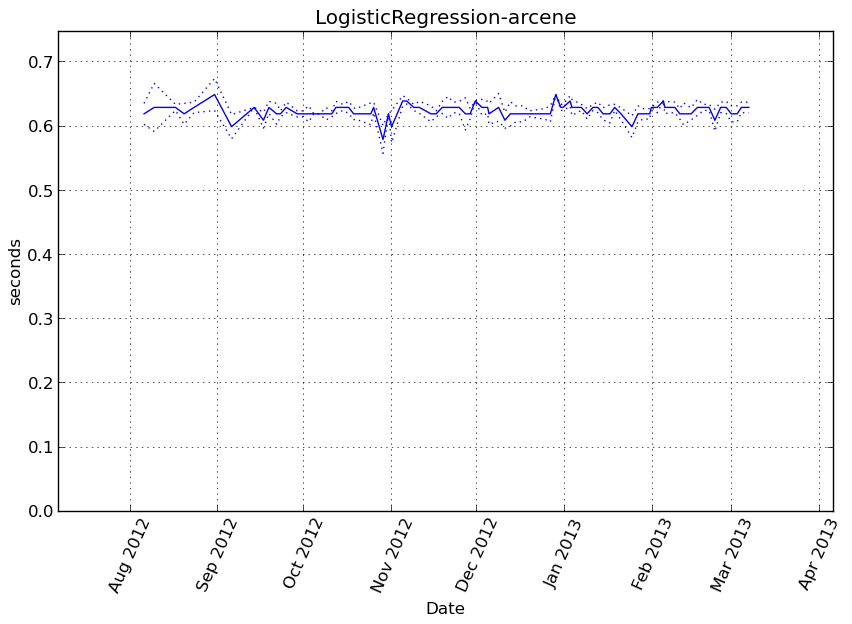 LogisticRegression-arcene
0.7
0.6
0.5
0.4
0.3
0.2
0.1
0.0
seconds
Aug 2012
Sep 2012
Oct 2012
Nov 2012
Dec 2012
Jan 2013
Feb 2013
Mar 2013
Apr 2013
Date